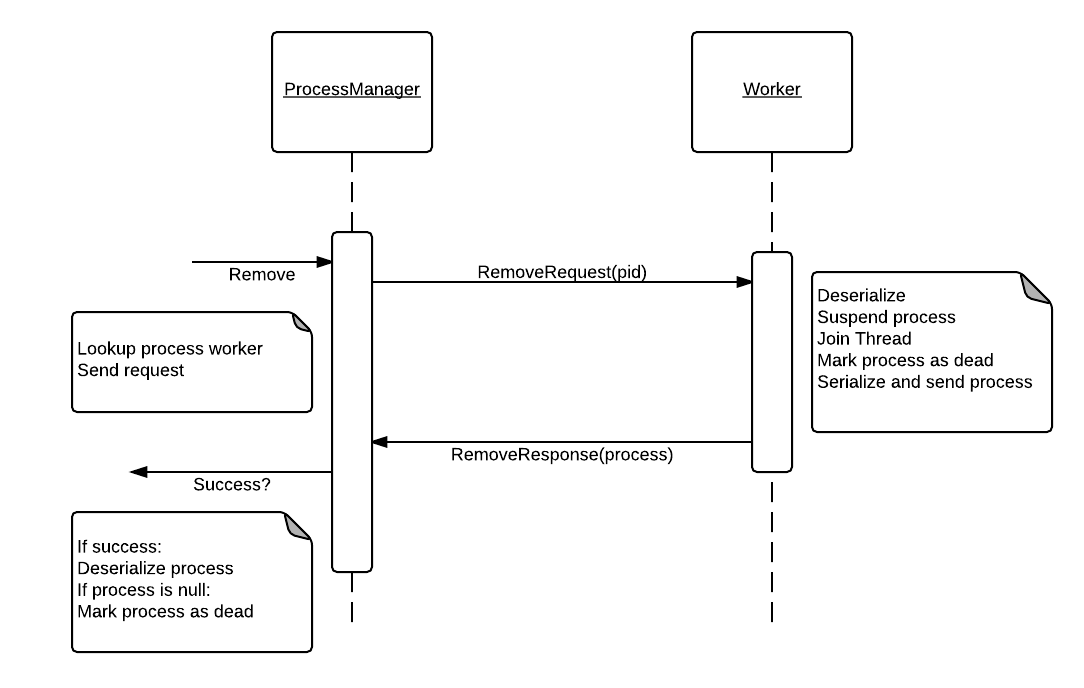 ProcessManager
Worker
Remove
RemoveRequest(pid)
Deserialize
Suspend process
Join Thread
Mark process as dead
Serialize and send process
Lookup process worker
Send request
RemoveResponse(process)
Success?
If success:
Deserialize process
If process is null:
Mark process as dead